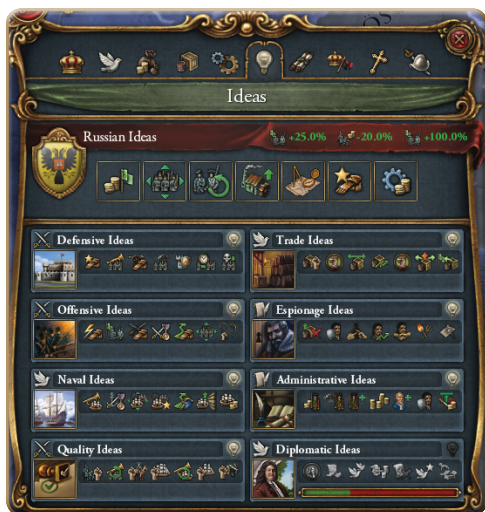 Ideas
Russian Ideas +25.0% -20.0% +100.0%
Defensive Ideas Trade Ideas
Offensive Ideas Espionage Ideas
Naval Ideas Administrative Ideas
Quality Ideas Diplomatic Ideas